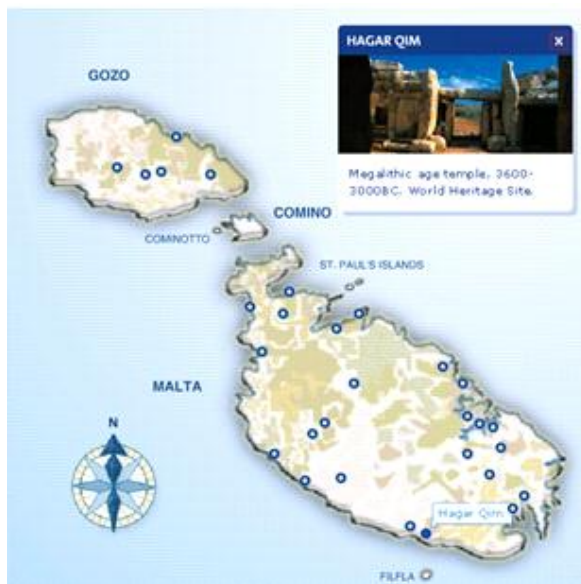 HAGAR QIM x
Megalithic age temple. 3600-
3000BC. World Heritage Site.
GOZO
COMINO
COMINOTTO
ST. PAUL'S ISLANDS
MALTA
N
Hagar Qim
FILFLA